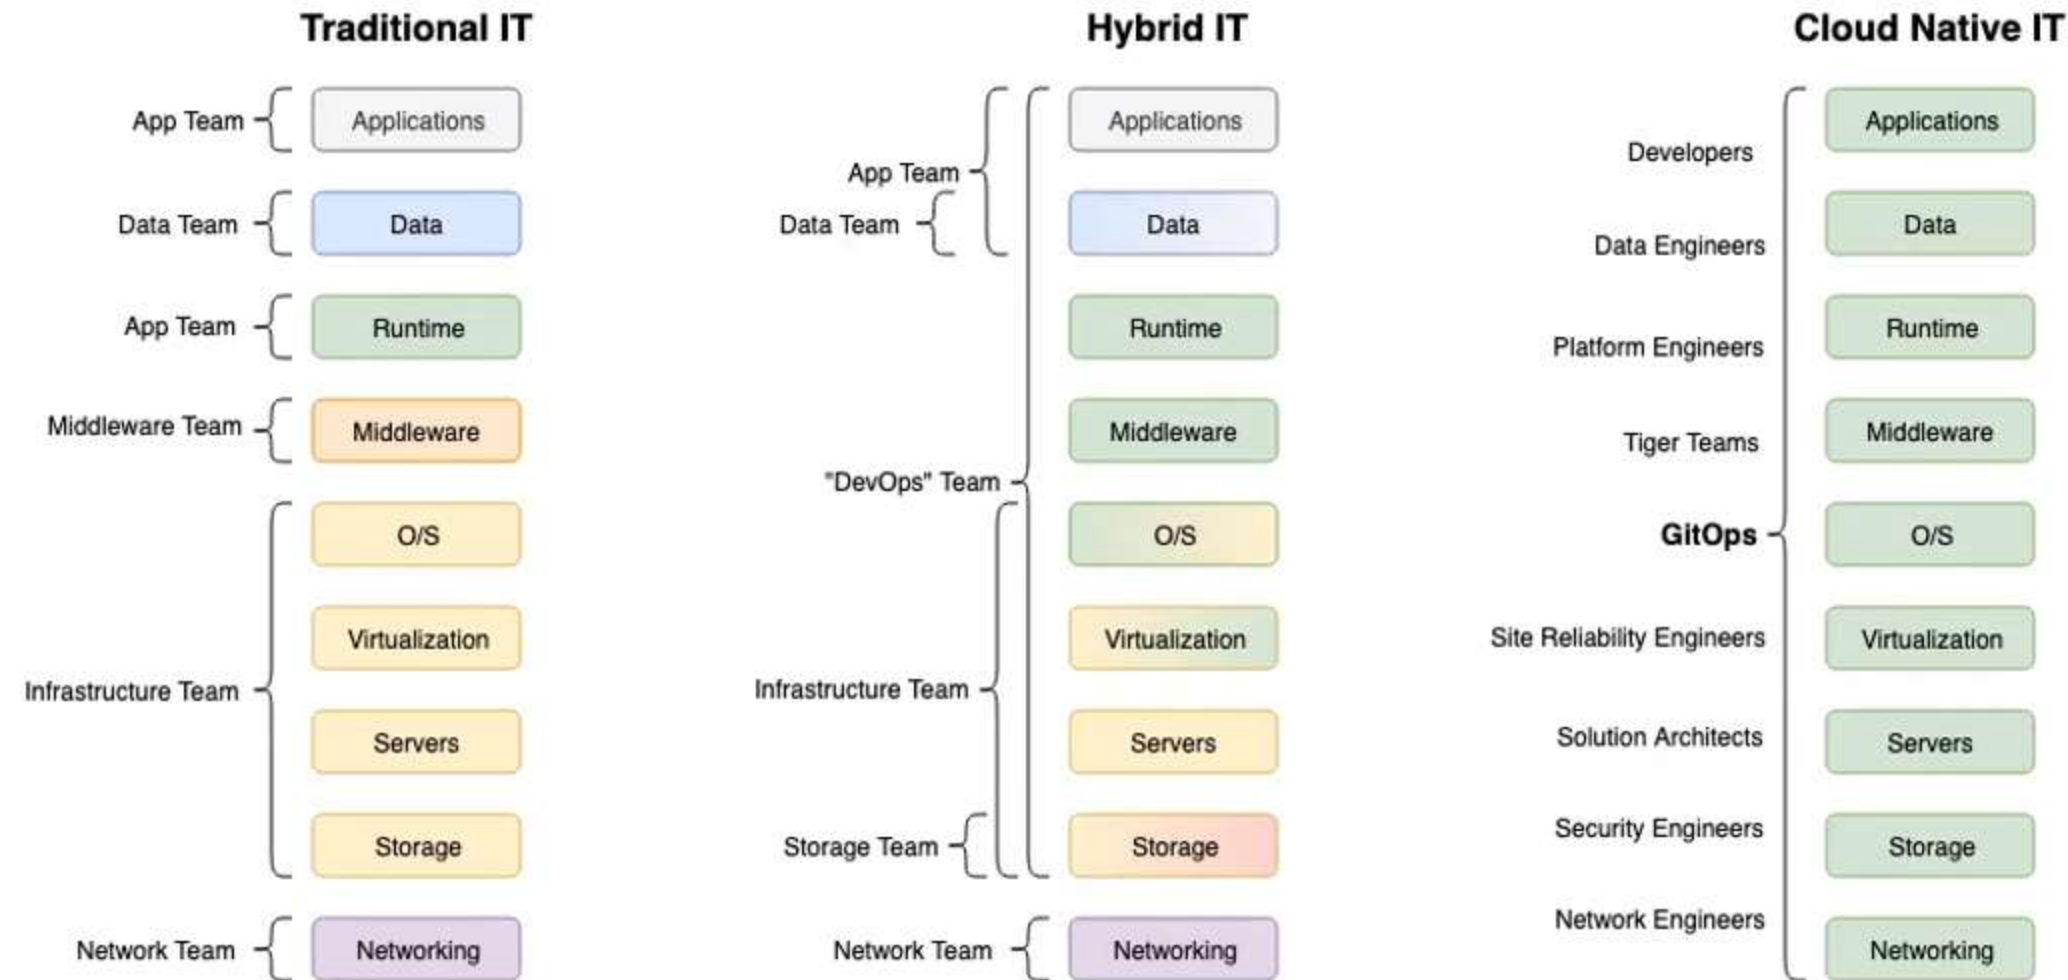 Traditional IT
App Team
Applications
Data Team
Data
App Team
Runtime
Middleware Team
Middleware
O/S
Virtualization
Infrastructure Team
Servers
Storage
Network Team
Networking
Hybrid IT
Applications
App Team
Data Team
Data
Runtime
Middleware
"DevOps" Team
O/S
Virtualization
Infrastructure Team
Servers
Storage Team
Storage
Network Team
Networking
Cloud Native IT
Applications
Developers
Data
Data Engineers
Runtime
Platform Engineers
Middleware
Tiger Teams
GitOps
O/S
Site Reliability Engineers
Virtualization
Solution Architects
Servers
Security Engineers
Storage
Network Engineers
Networking